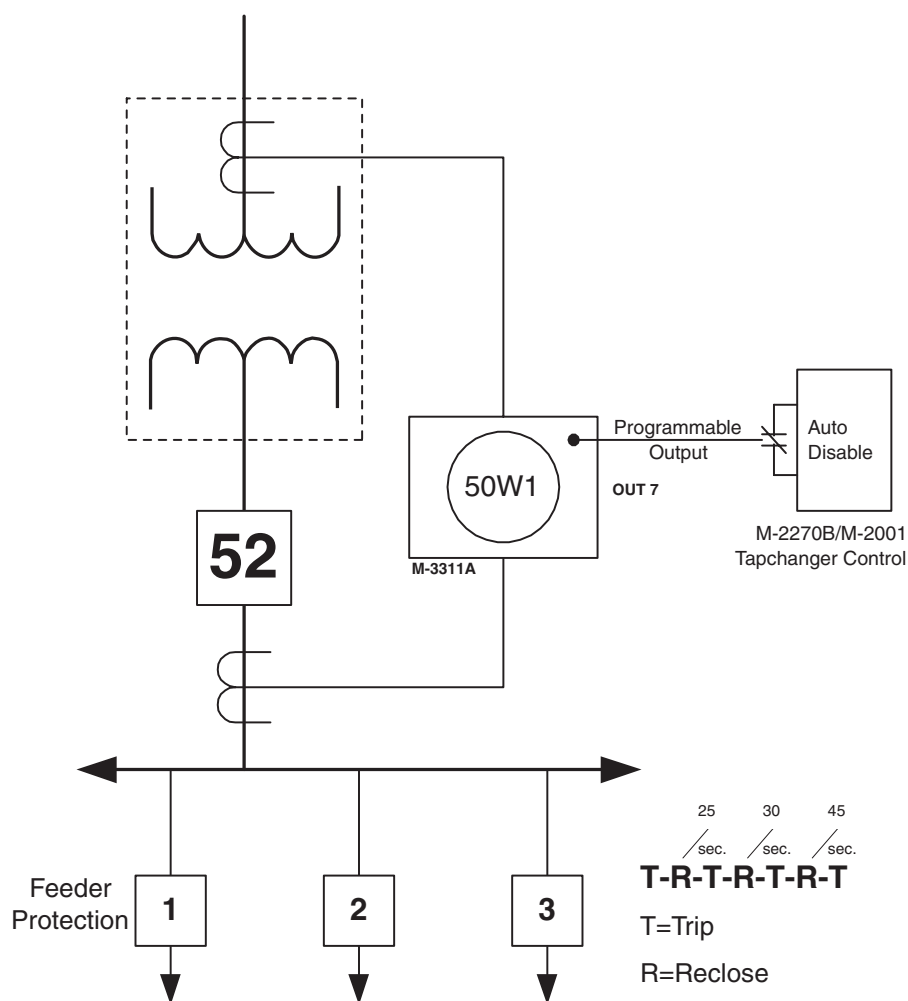 Programmable
Output
Auto
Disable
50W1
OUT 7
M-3311A
M-2270B/M-2001
Tapchanger Control
52
25 30 45
sec. sec. sec.
T-R-T-R-T-R-T
Feeder
Protection
1 2 3
T=Trip
R=Reclose